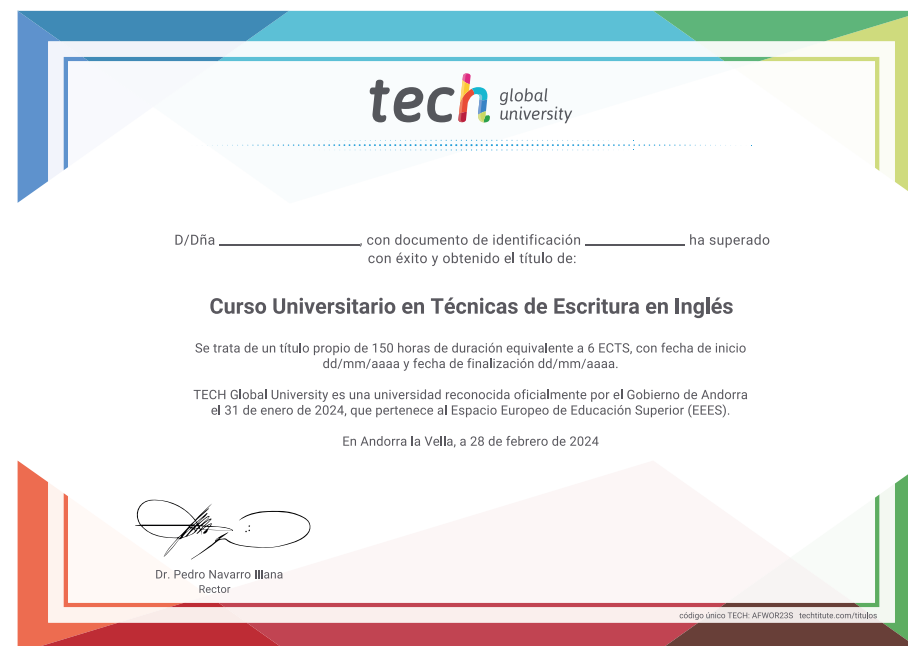 tech global university
D/Dña ____________________, con documento de identificación ______________ ha superado
con éxito y obtenido el título de:
Curso Universitario en Técnicas de Escritura en Inglés
Se trata de un título propio de 150 horas de duración equivalente a 6 ECTS, con fecha de inicio
dd/mm/aaaa y fecha de finalización dd/mm/aaaa.
TECH Global University es una universidad reconocida oficialmente por el Gobierno de Andorra
el 31 de enero de 2024, que pertenece al Espacio Europeo de Educación Superior (EEES).
En Andorra la Vella, a 28 de febrero de 2024
Dr. Pedro Navarro Illana
Rector
código único TECH: AFWOR23S techtitute.com/titulos